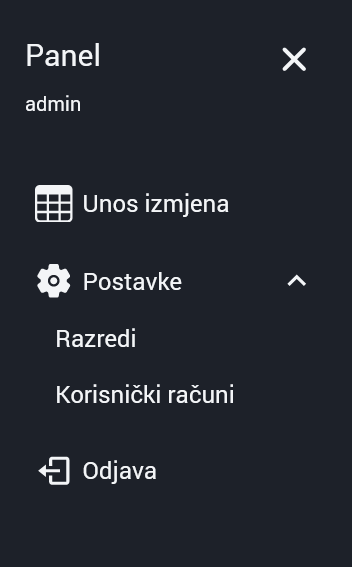 Panel
admin
Unos izmjena
Postavke
Razredi
Korisnički računi
Odjava